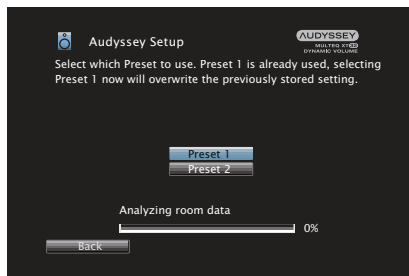 Audyssey Setup
AUDYSSEY
MULTEQ XT32
DYNAMIC VOLUME
Select which Preset to use. Preset 1 is already used, selecting
Preset 1 now will overwrite the previously stored setting.
Preset 1
Preset 2
Analyzing room data
0%
Back